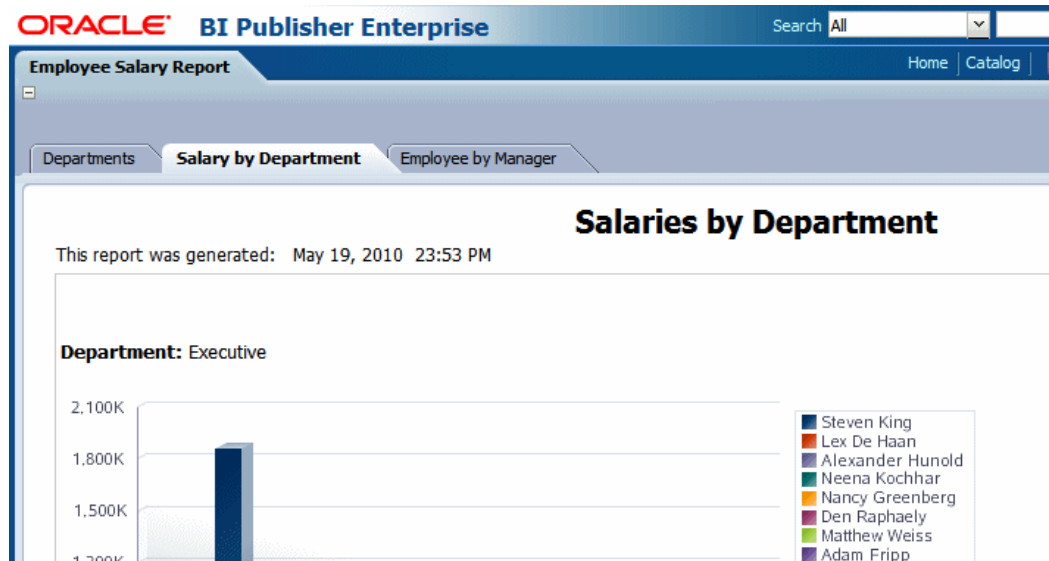 ORACLE BI Publisher Enterprise Search All
Employee Salary Report Home Catalog
Departments Salary by Department Employee by Manager
Salaries by Department
This report was generated: May 19, 2010 23:53 PM
Department: Executive
2,100K
1,800K
1,500K
Steven King
Lex De Haan
Alexander Hunold
Neena Kochhar
Nancy Greenberg
Den Raphaely
Matthew Weiss
Adam Fripp